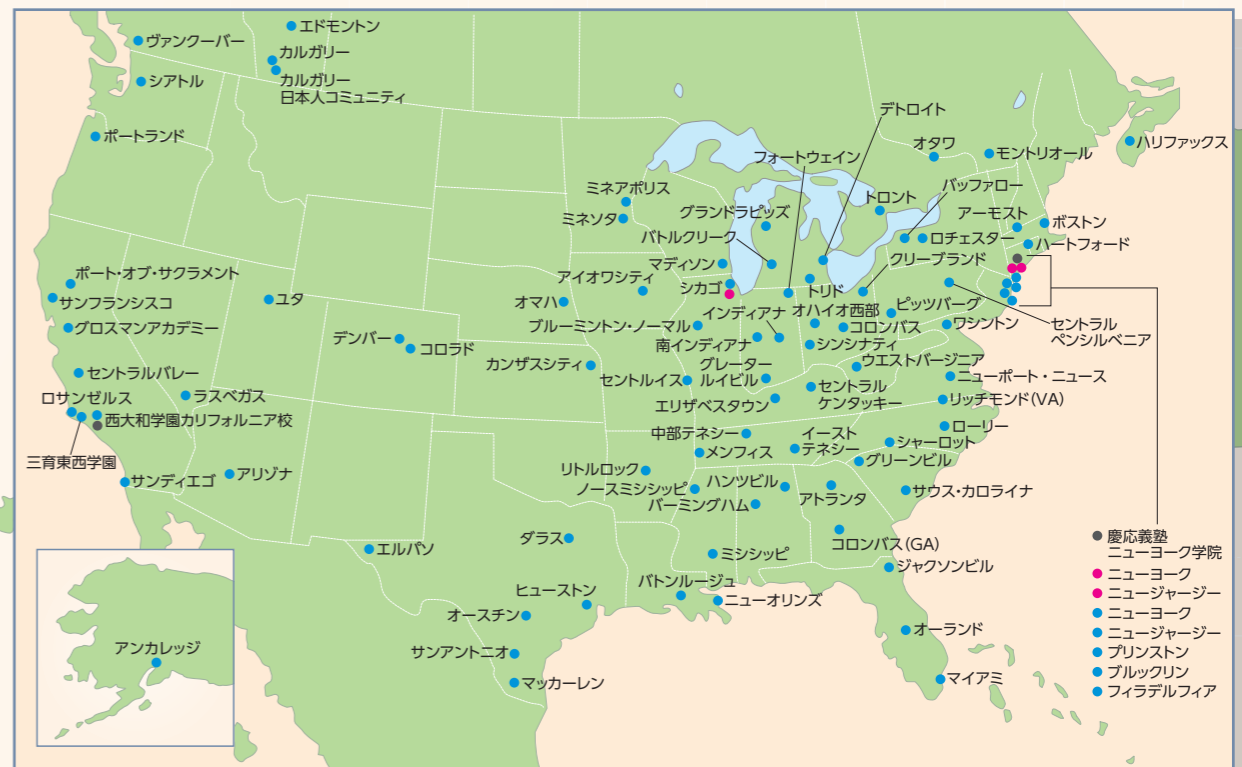 エドモントン
ヴァンクーバー
カルガリー
カルガリー
日本人コミュニティ
シアトル
ポートランド
デトロイト
オタワ
モントリオール
ハリファックス
フォートウェイン
バッファロー
トロント
ミネアポリス
ミネソタ
グランドラピッズ
アーモスト
ボストン
バトルクリーク
ロチェスター
ハートフォード
クリーブランド
マディソン
アイオワシティ
シカゴ
トリド
ポート・オブ・サクラメント
サンフランシスコ
グロスマンアカデミー
ユタ
オマハ
インディアナ
オハイオ西部
ピッツバーグ
セントラル
ペンシルベニア
ブルーミントン・ノーマル
コロンバス
ワシントン
デンバー
コロラド
南インディアナ
シンシナティ
カンザスシティ
グレーター
ルイビル
ウエストバージニア
セントルイス
セントラル
ケンタッキー
ニューポート・ニュース
セントラルバレー
ラスベガス
エリザベスタウン
リッチモンド(VA)
ロサンゼルス
西大和学園カリフォルニア校
三育東西学園
中部テネシー
イースト
テネシー
ローリー
シャーロット
メンフィス
グリーンビル
サンディエゴ
アリゾナ
リトルロック
ノースミシシッピ
ハンツビル
アトランタ
サウス・カロライナ
バーミングハム
エルパソ
ダラス
コロンバス(GA)
ミシシッピ
ジャクソンビル
ヒューストン
バトンルージュ
ニューオリンズ
オースチン
オーランド
サンアントニオ
マッカーレン
マイアミ
アンカレッジ
慶応義塾
ニューヨーク学院
ニューヨーク
ニュージャージー
ニューヨーク
ニュージャージー
プリンストン
ブルックリン
フィラデルフィア